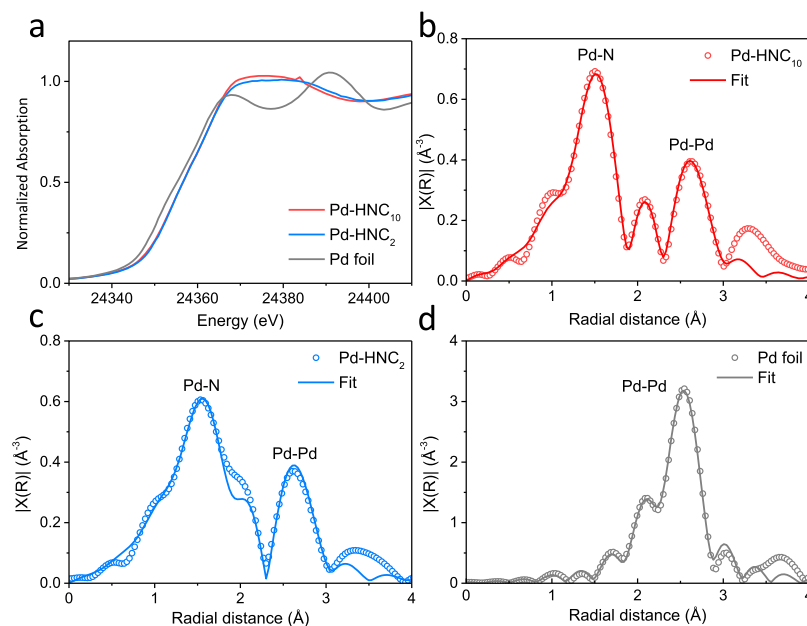 a
Normalized Absorption
1.0
0.5
0.0
Pd-HNC₁₀
Pd-HNC₂
Pd foil
24340 24360 24380 24400
Energy (eV)
b
|X(R)| (Å⁻³)
0.8
0.6
0.4
0.2
0.0
Pd-N
Pd-Pd
Pd-HNC₁₀
Fit
0 1 2 3 4
Radial distance (Å)
c
|X(R)| (Å⁻³)
0.8
0.6
0.4
0.2
0.0
Pd-N
Pd-Pd
Pd-HNC₂
Fit
0 1 2 3 4
Radial distance (Å)
d
|X(R)| (Å⁻³)
4
3
2
1
0
Pd-Pd
Pd foil
Fit
0 1 2 3 4
Radial distance (Å)